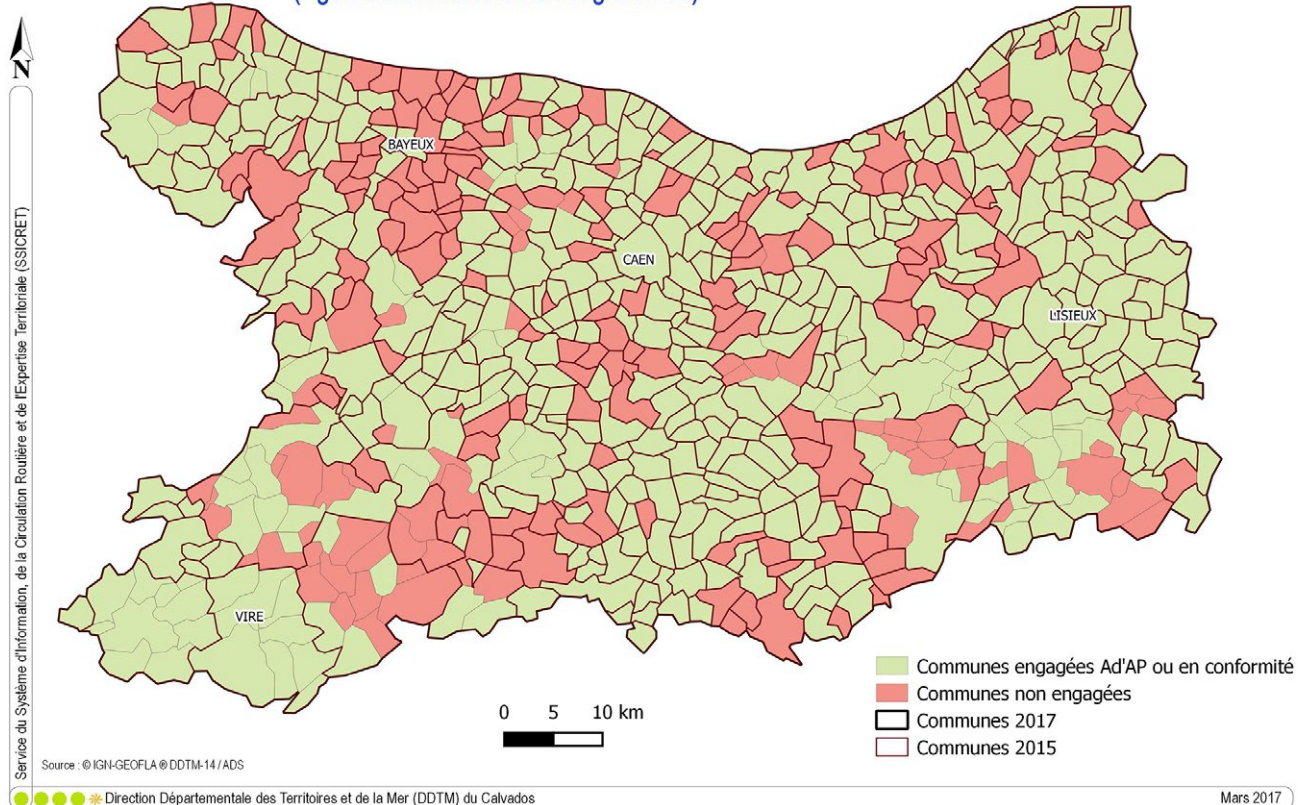 N
BAYEUX
CAEN
LISIEUX
VIRE
Communes engagées Ad'AP ou en conformité
Communes non engagées
Communes 2017
Communes 2015
0 5 10 km
Service du Système d'Information, de la Circulation Routière et de l'Expertise Territoriale (SSICRET)
Source : © IGN-GEOFLA ® DDTM-14 / ADS
Direction Départementale des Territoires et de la Mer (DDTM) du Calvados
Mars 2017